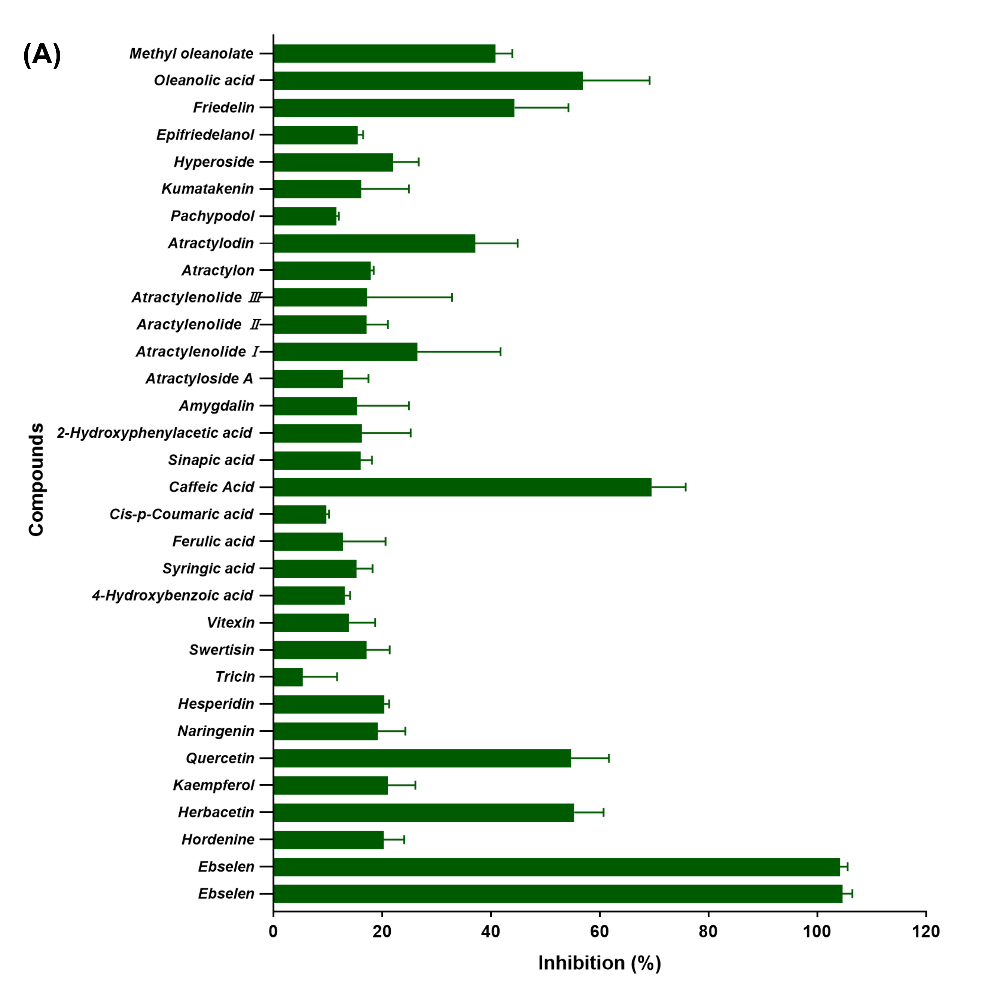 (A)
Methyl oleanolate
Oleanolic acid
Friedelin
Epifriedelanol
Hyperoside
Kumatakenin
Pachypodol
Atractylodin
Atractylon
Atractylenolide Ⅲ
Aractylenolide Ⅱ
Atractylenolide Ⅰ
Atractyloside A
Amygdalin
2-Hydroxyphenylacetic acid
Sinapic acid
Caffeic Acid
Cis-p-Coumaric acid
Ferulic acid
Syringic acid
4-Hydroxybenzoic acid
Vitexin
Swertisin
Tricin
Hesperidin
Naringenin
Quercetin
Kaempferol
Herbacetin
Hordenine
Ebselen
Ebselen
Compounds
0 20 40 60 80 100 120
Inhibition (%)